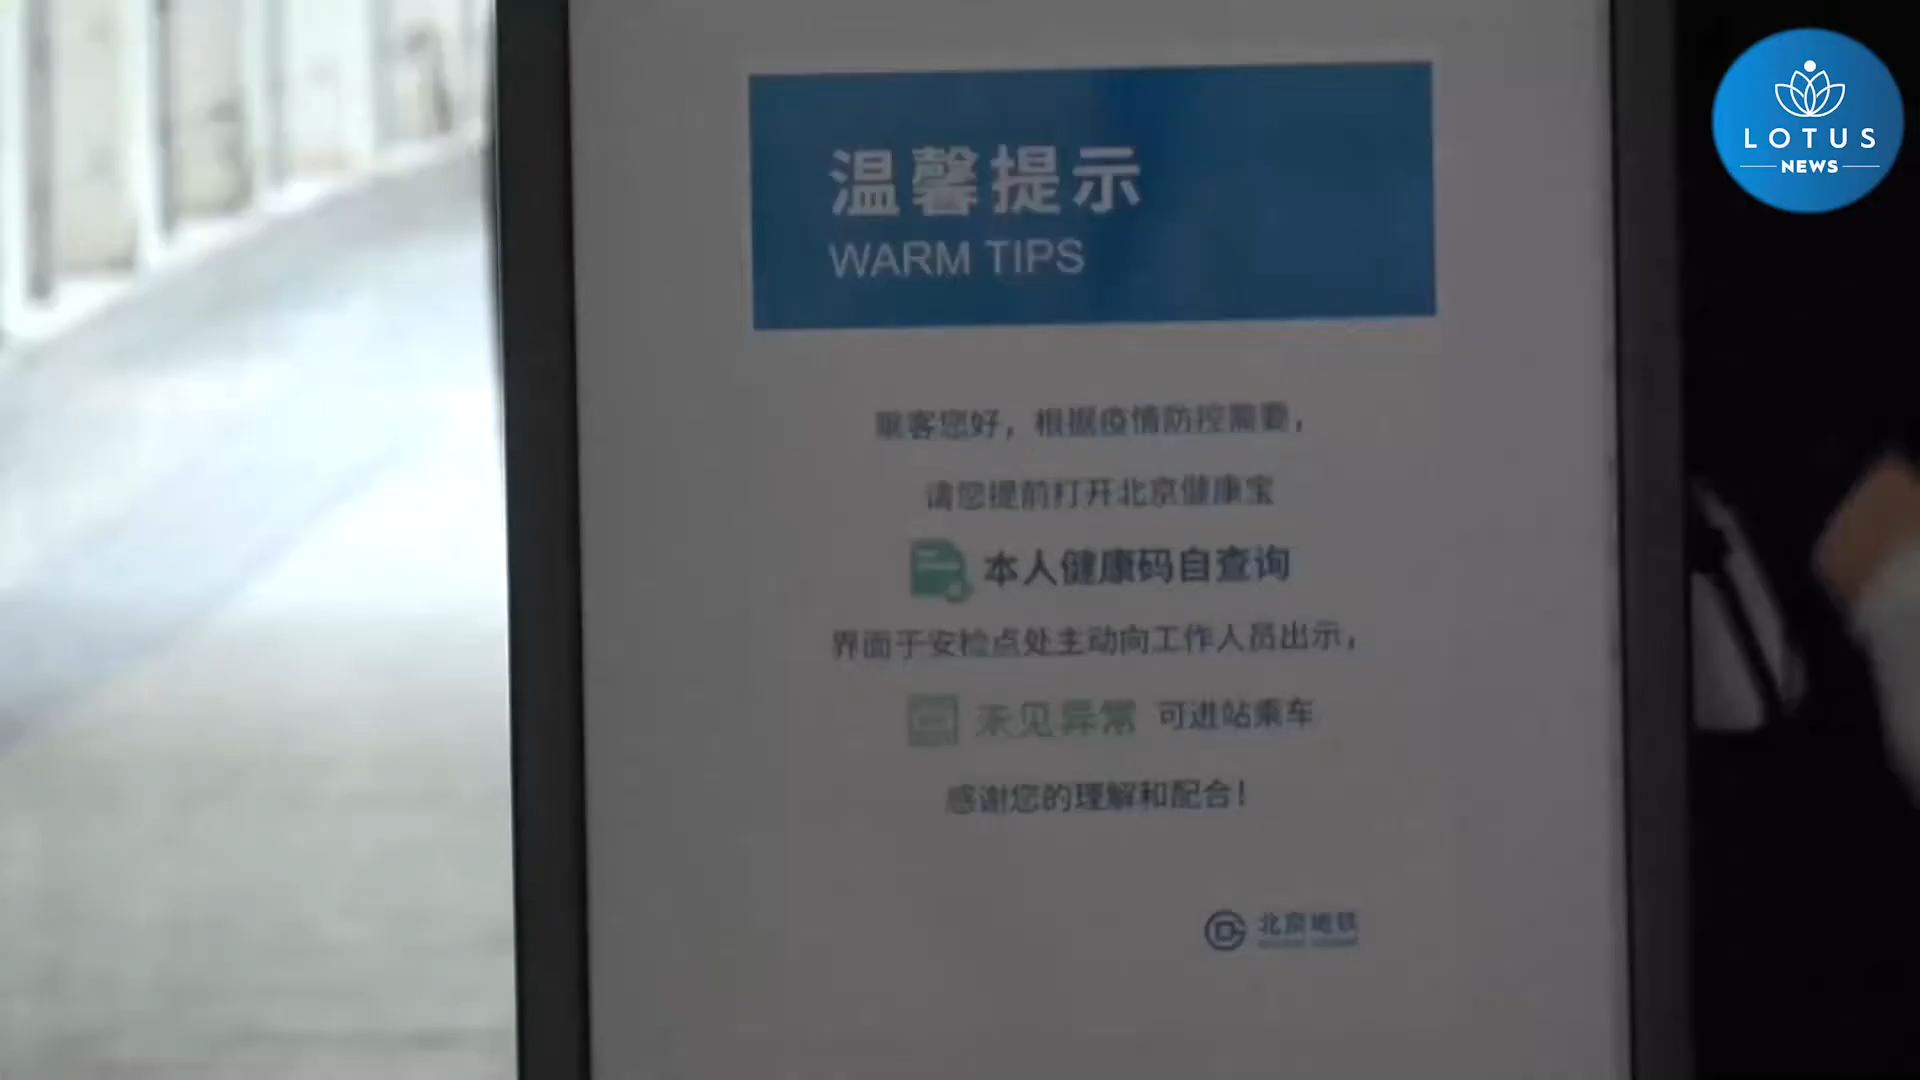 LOTUS
NEWS
温馨提示
WARM TIPS
乘客您好，根据疫情防控需要，
请您提前打开北京健康宝
本人健康码自查询
界面于安检点处主动向工作人员出示，
未见异常 可进站乘车
感谢您的理解和配合！
北京地铁